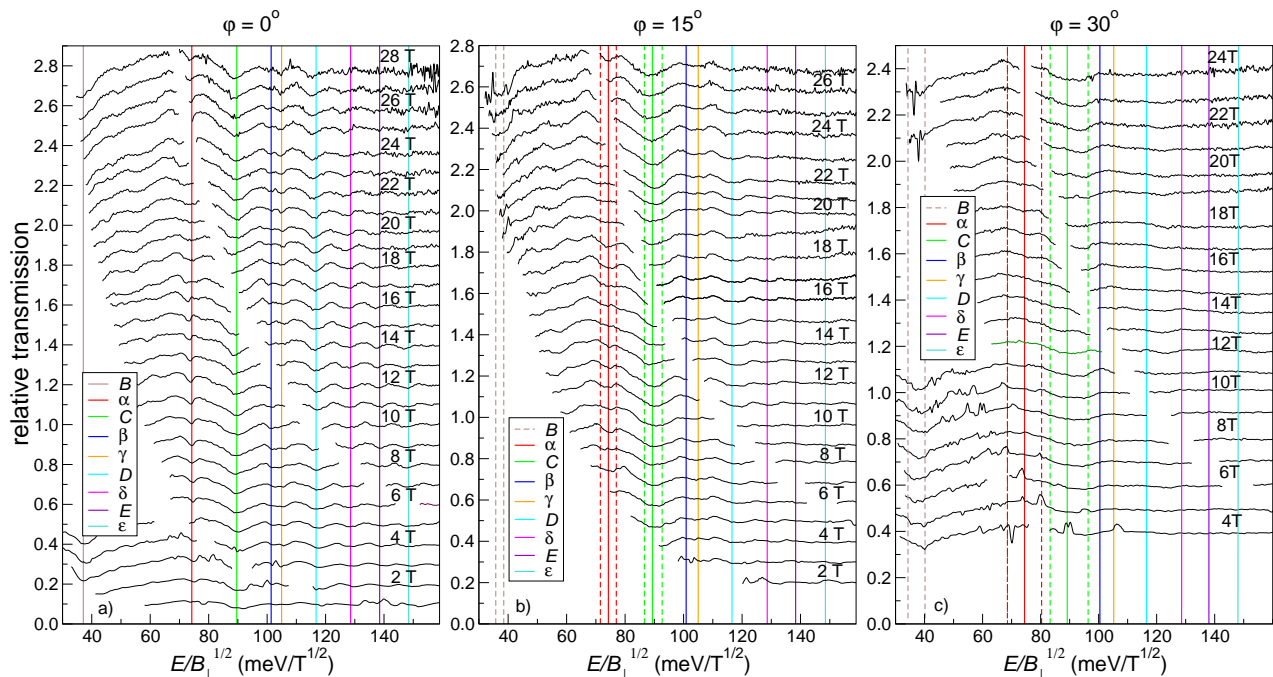 φ = 0°
φ = 15°
φ = 30°
relative transmission
2.8
2.6
2.4
2.2
2.0
1.8
1.6
1.4
1.2
1.0
0.8
0.6
0.4
0.2
0.0
28 T
26 T
24 T
22 T
20 T
18 T
16 T
14 T
12 T
10 T
8 T
6 T
4 T
2 T
B
α
C
β
γ
D
δ
E
ε
a)
40 60 80 100 120 140
E/B⊥^1/2 (meV/T^1/2)
2.8
2.6
2.4
2.2
2.0
1.8
1.6
1.4
1.2
1.0
0.8
0.6
0.4
0.2
0.0
26 T
24 T
22 T
20 T
18 T
16 T
14 T
12 T
10 T
8 T
6 T
4 T
2 T
B
α
C
β
γ
D
δ
E
ε
b)
40 60 80 100 120 140
E/B⊥^1/2 (meV/T^1/2)
2.4
2.2
2.0
1.8
1.6
1.4
1.2
1.0
0.8
0.6
0.4
0.2
0.0
24T
22T
20T
18T
16T
14T
12T
10T
8T
6T
4T
B
α
C
β
γ
D
δ
E
ε
c)
40 60 80 100 120 140
E/B⊥^1/2 (meV/T^1/2)